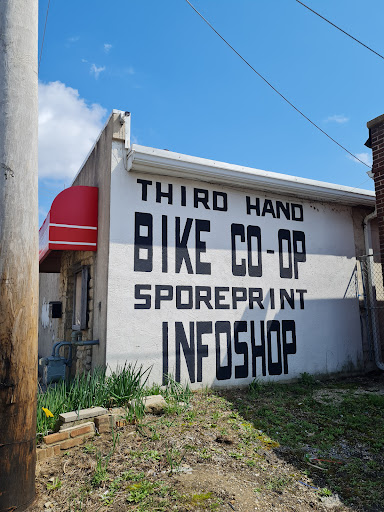 THIRD HAND
BIKE CO-OP
SPOREPRINT
INFOSHOP